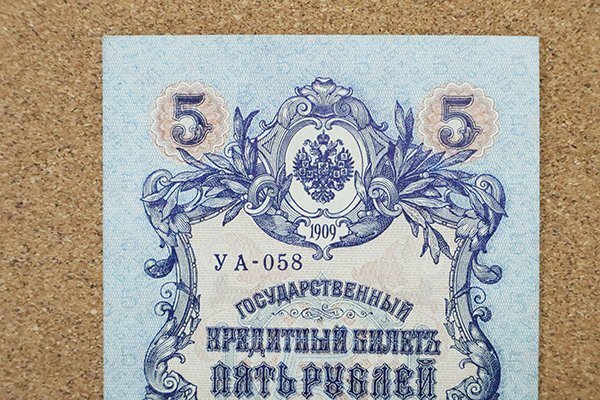 5 5
1909
УА-058
ГОСУДАРСТВЕННЫЙ
КРЕДИТНЫЙ БИЛЕТЪ
ПЯТЬ РУБЛЕЙ